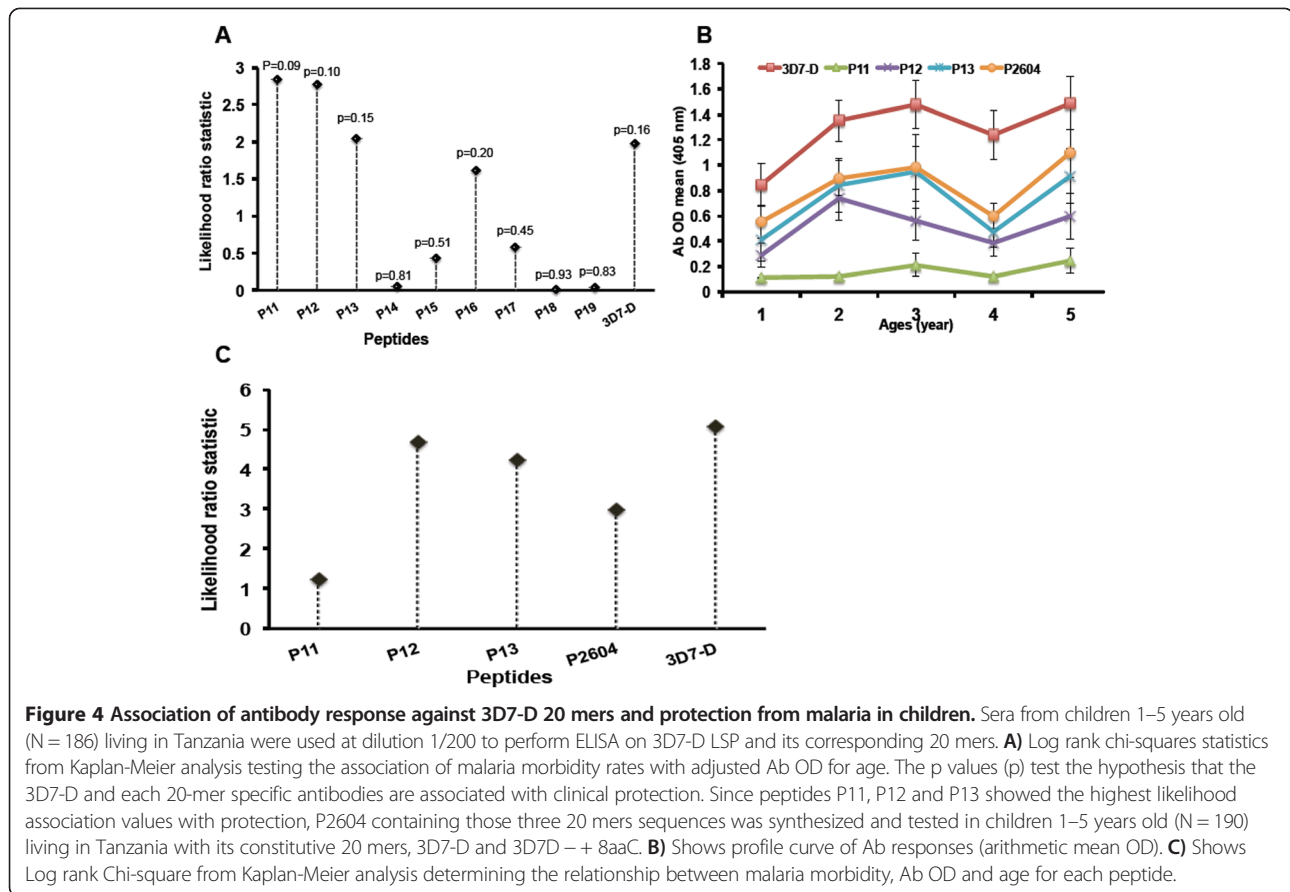 A
Likelihood ratio statistic
3
2.5
2
1.5
1
0.5
0
P=0.09
p=0.10
p=0.15
p=0.81
p=0.51
p=0.20
p=0.45
p=0.93
p=0.83
p=0.16
P11
P12
P13
P14
P15
P16
P17
P18
P19
3D7-D
Peptides
B
3D7-D
P11
P12
P13
P2604
Ab OD mean (405 nm)
1.8
1.6
1.4
1.2
1
0.8
0.6
0.4
0.2
0
1
2
3
4
5
Ages (year)
C
Likelihood ratio statistic
6
5
4
3
2
1
0
P11
P12
P13
P2604
3D7-D
Peptides
Figure 4 Association of antibody response against 3D7-D 20 mers and protection from malaria in children. Sera from children 1–5 years old
(N = 186) living in Tanzania were used at dilution 1/200 to perform ELISA on 3D7-D LSP and its corresponding 20 mers. A) Log rank chi-squares statistics
from Kaplan-Meier analysis testing the association of malaria morbidity rates with adjusted Ab OD for age. The p values (p) test the hypothesis that the
3D7-D and each 20-mer specific antibodies are associated with clinical protection. Since peptides P11, P12 and P13 showed the highest likelihood
association values with protection, P2604 containing those three 20 mers sequences was synthesized and tested in children 1–5 years old (N = 190)
living in Tanzania with its constitutive 20 mers, 3D7-D and 3D7D − + 8aaC. B) Shows profile curve of Ab responses (arithmetic mean OD). C) Shows
Log rank Chi-square from Kaplan-Meier analysis determining the relationship between malaria morbidity, Ab OD and age for each peptide.